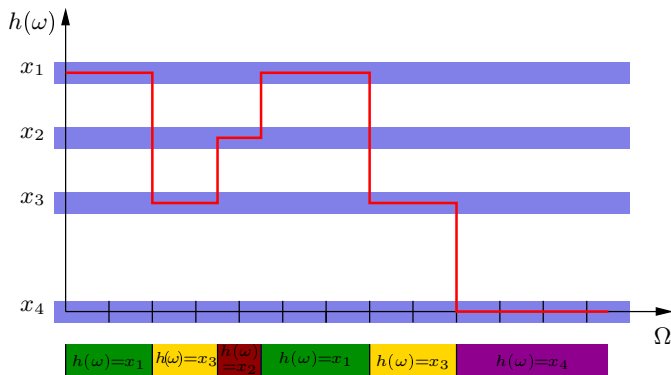 h(ω)
x₁
x₂
x₃
x₄
Ω
h(ω)=x₁ h(ω)=x₃ h(ω)=x₂ h(ω)=x₁ h(ω)=x₃ h(ω)=x₄